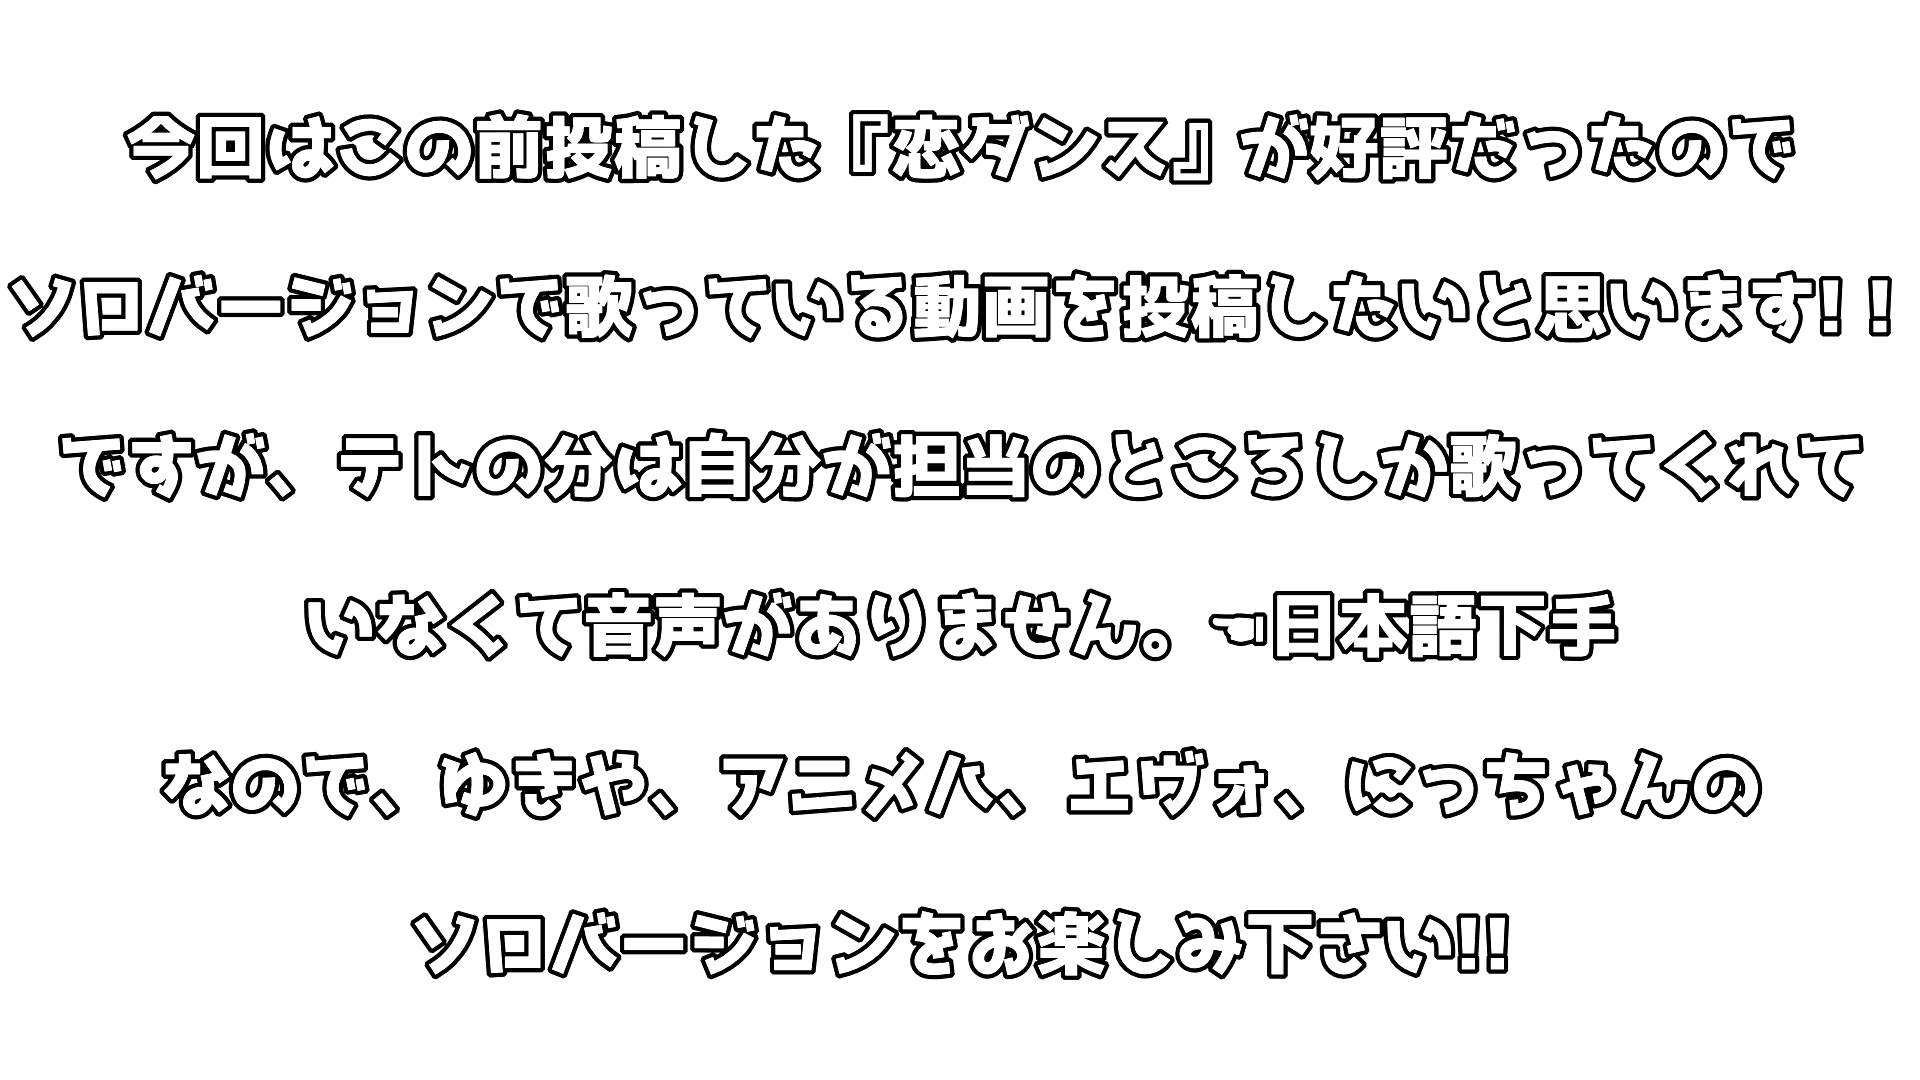 今回はこの前投稿した『恋ダンス』が好評だったので
ソロバージョンで歌っている動画を投稿したいと思います！！
ですが、テトの分は自分が担当のところしか歌ってくれて
いなくて音声がありません。☚日本語下手
なので、ゆきや、アニメハ、エヴォ、にっちゃんの
ソロバージョンをお楽しみ下さい!!